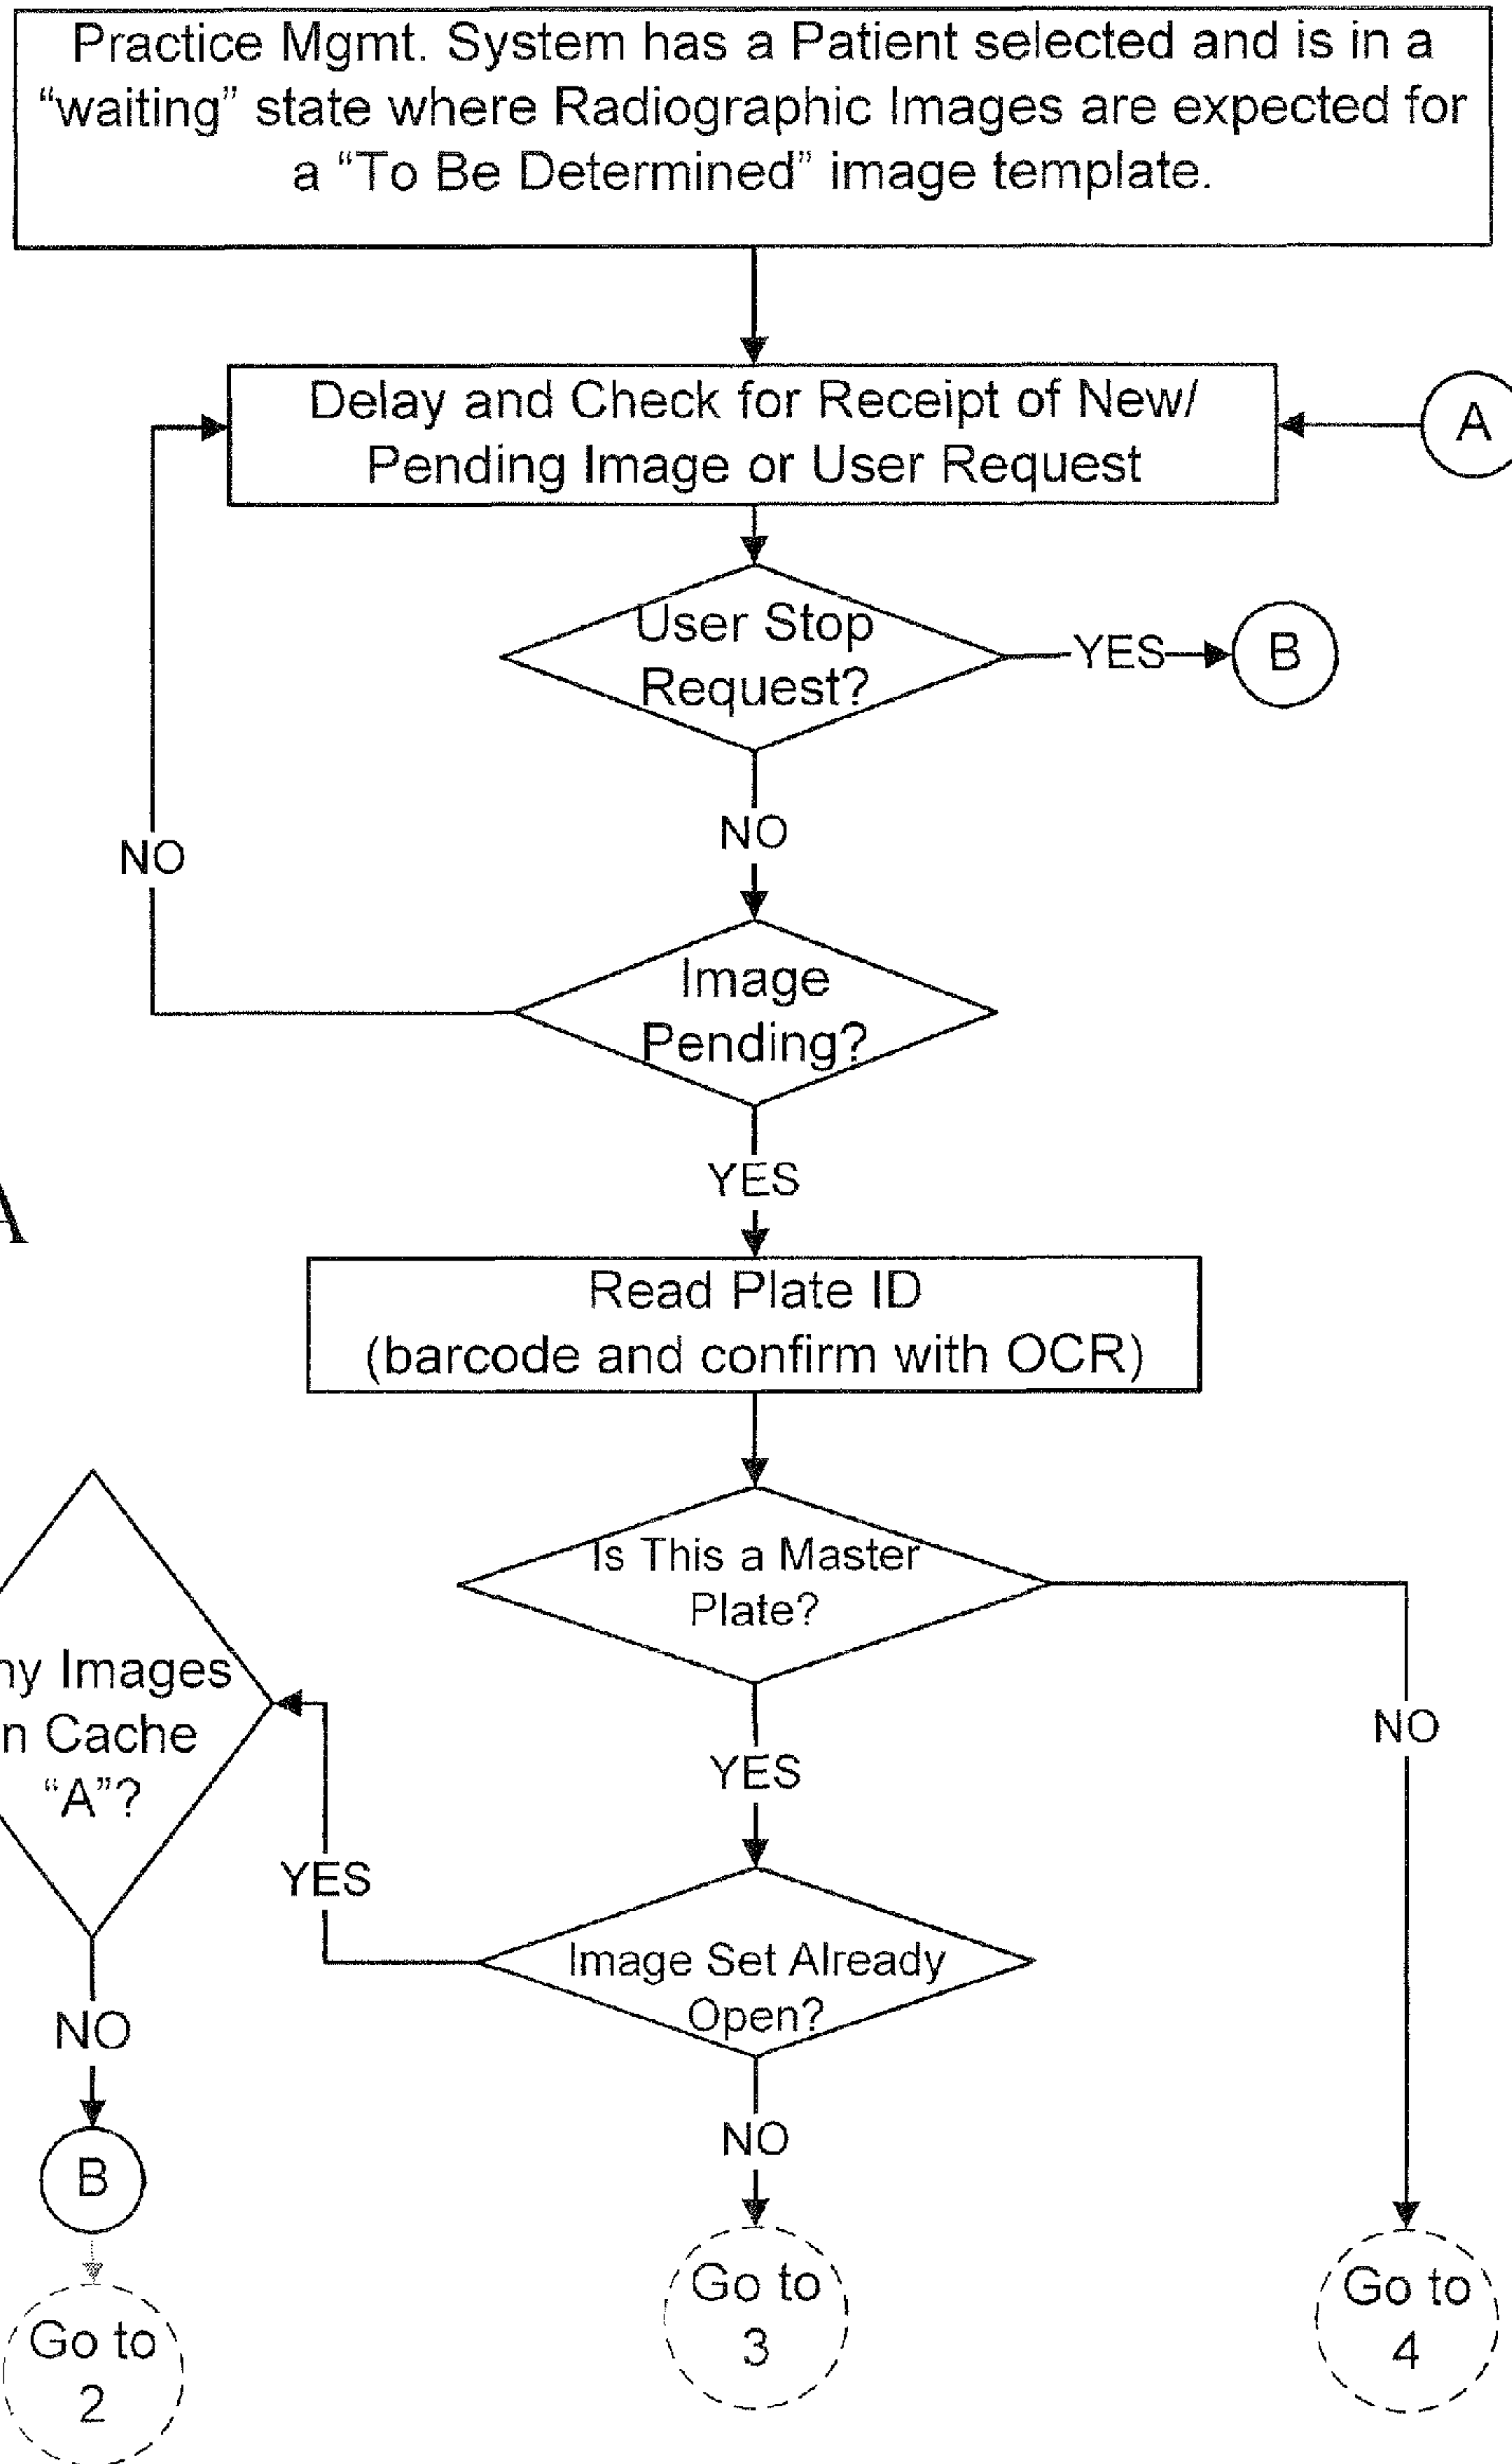 Practice Mgmt. System has a Patient selected and is in a
“waiting” state where Radiographic Images are expected for
a “To Be Determined” image template.
Delay and Check for Receipt of New/
Pending Image or User Request
A
User Stop
Request?
YES
B
NO
NO
Image
Pending?
YES
A
Read Plate ID
(barcode and confirm with OCR)
Is This a Master
Plate?
Images
Cache
“A”?
NO
YES
YES
Image Set Already
Open?
NO
NO
B
Go to
2
Go to
3
Go to
4